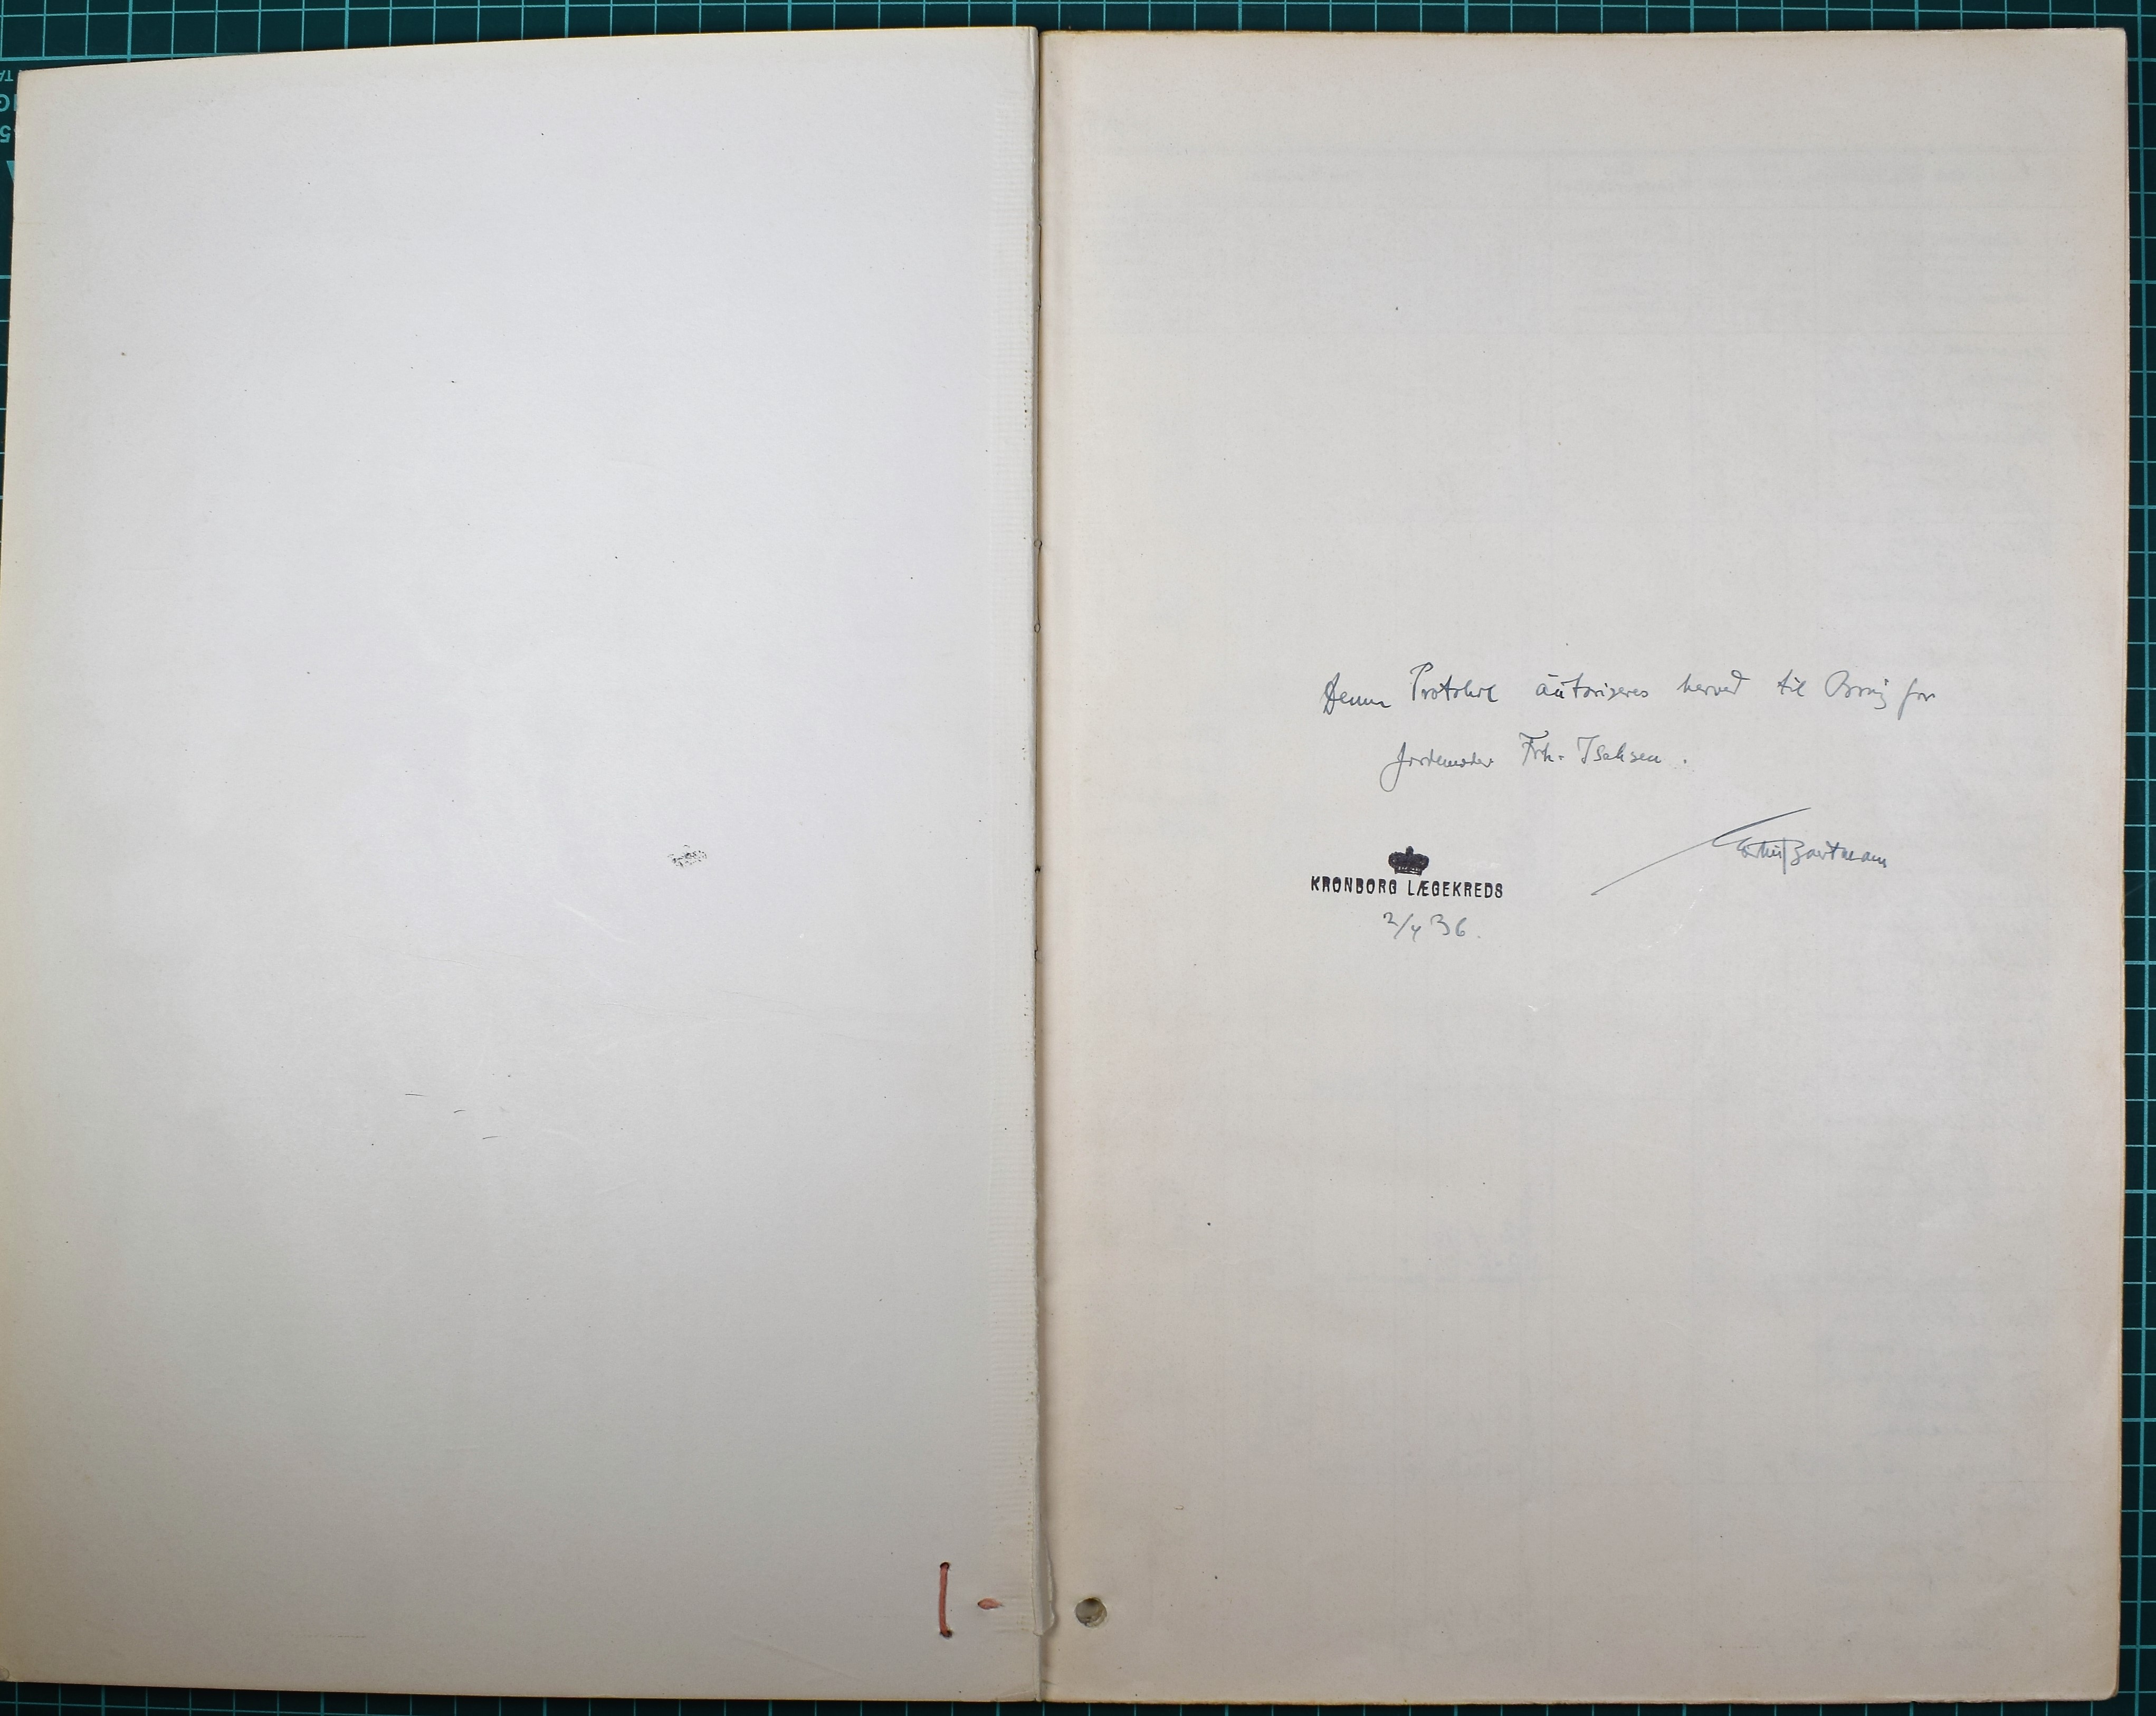 Denne Protokol autoriseres herved til Brug for
Jordemoder Frk. Isaksen.
KRONBORG LÆGEKREDS
2/4 36.